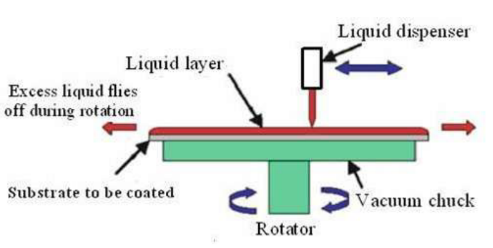 Liquid dispenser
Liquid layer
Excess liquid flies
off during rotation
Substrate to be coated
Vacuum chuck
Rotator